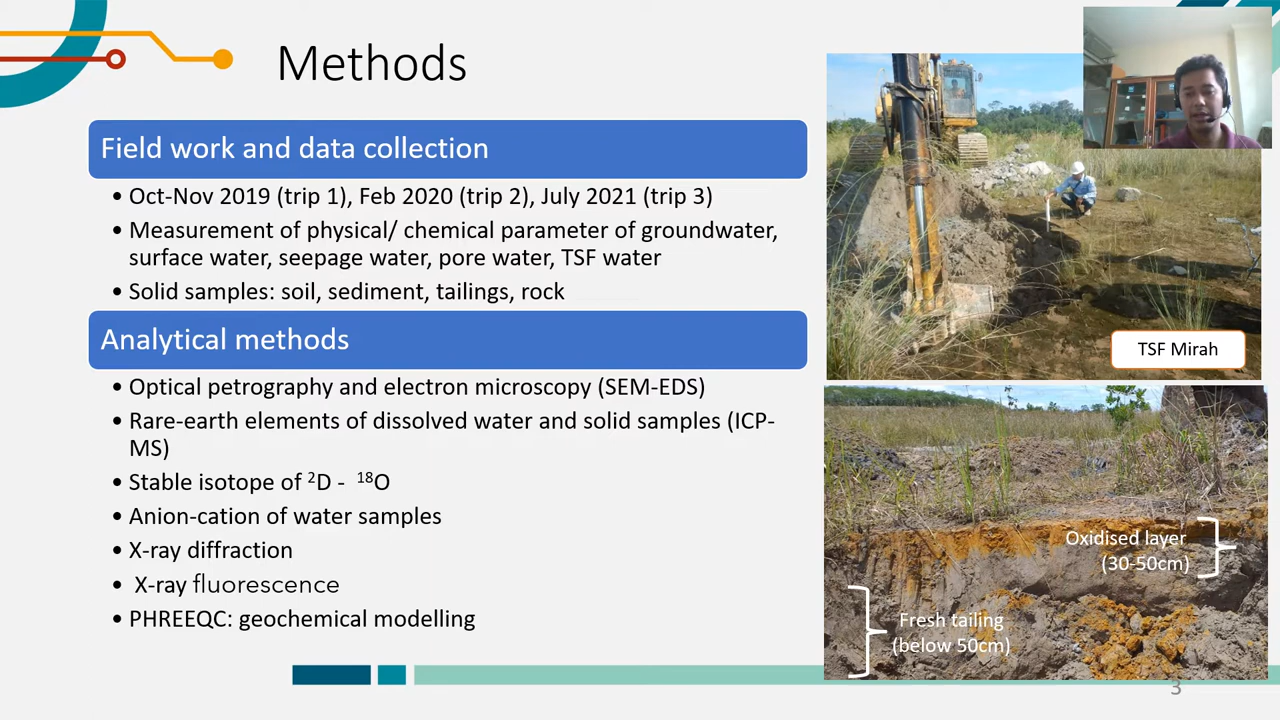 Methods
Field work and data collection
• Oct-Nov 2019 (trip 1), Feb 2020 (trip 2), July 2021 (trip 3)
• Measurement of physical/ chemical parameter of groundwater,
surface water, seepage water, pore water, TSF water
• Solid samples: soil, sediment, tailings, rock
Analytical methods
• Optical petrography and electron microscopy (SEM-EDS)
• Rare-earth elements of dissolved water and solid samples (ICP-
MS)
• Stable isotope of ²D - ¹⁸O
• Anion-cation of water samples
• X-ray diffraction
• X-ray fluorescence
• PHREEQC: geochemical modelling
TSF Mirah
Oxidised layer
(30-50cm)
Fresh tailing
(below 50cm)
3